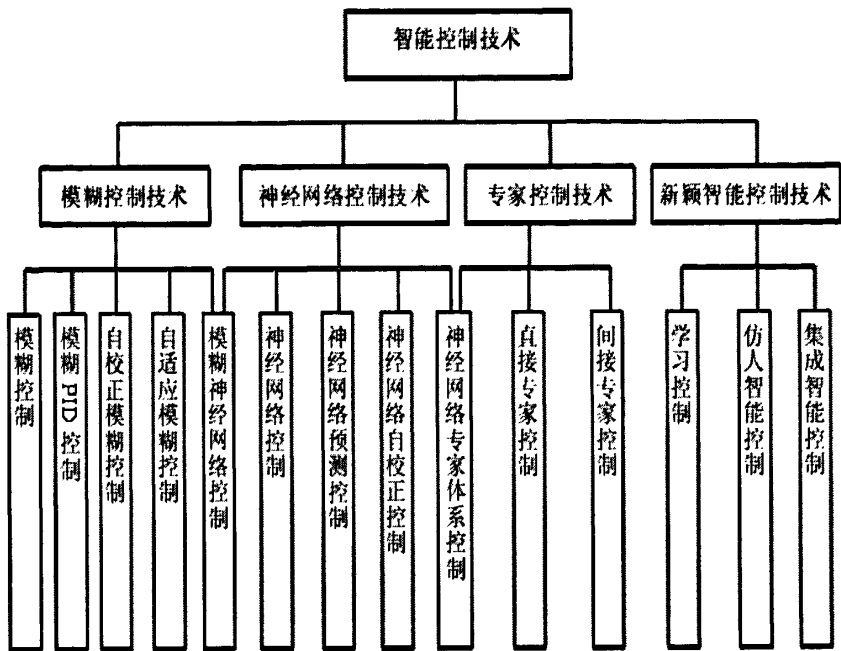 智能控制技术
模糊控制技术
神经网络控制技术
专家控制技术
新颖智能控制技术
模糊控制
模糊PID控制
自校正模糊控制
自适应模糊控制
模糊神经网络控制
神经网络控制
神经网络预测控制
神经网络自校正控制
神经网络专家体系控制
直接专家控制
间接专家控制
学习控制
仿人智能控制
集成智能控制